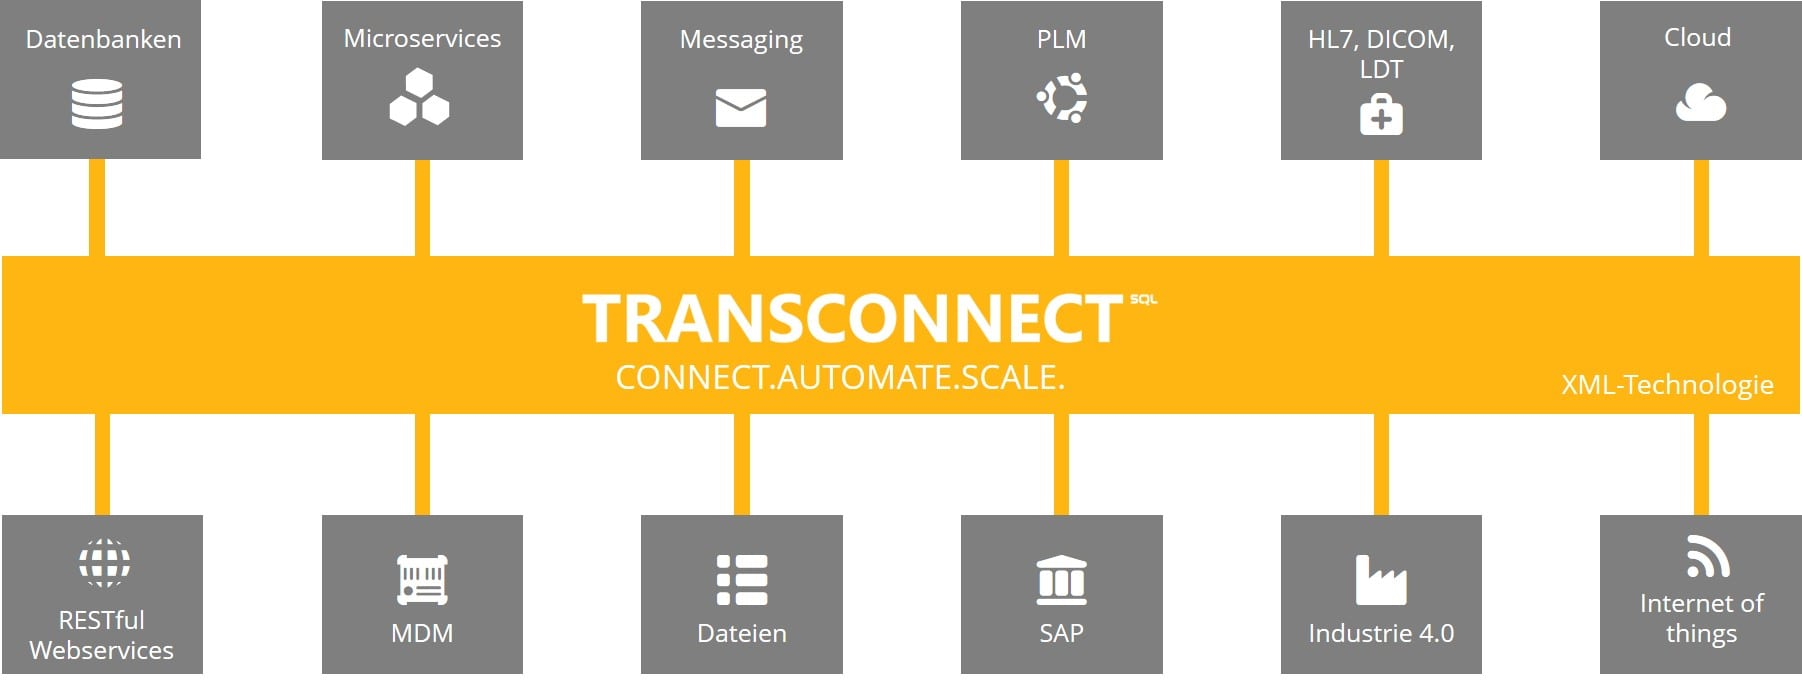 Datenbanken
Microservices
Messaging
PLM
HL7, DICOM,
LDT
Cloud
TRANSCONNECT SQL
CONNECT.AUTOMATE.SCALE.
XML-Technologie
RESTful
Webservices
MDM
Dateien
SAP
Industrie 4.0
Internet of
things